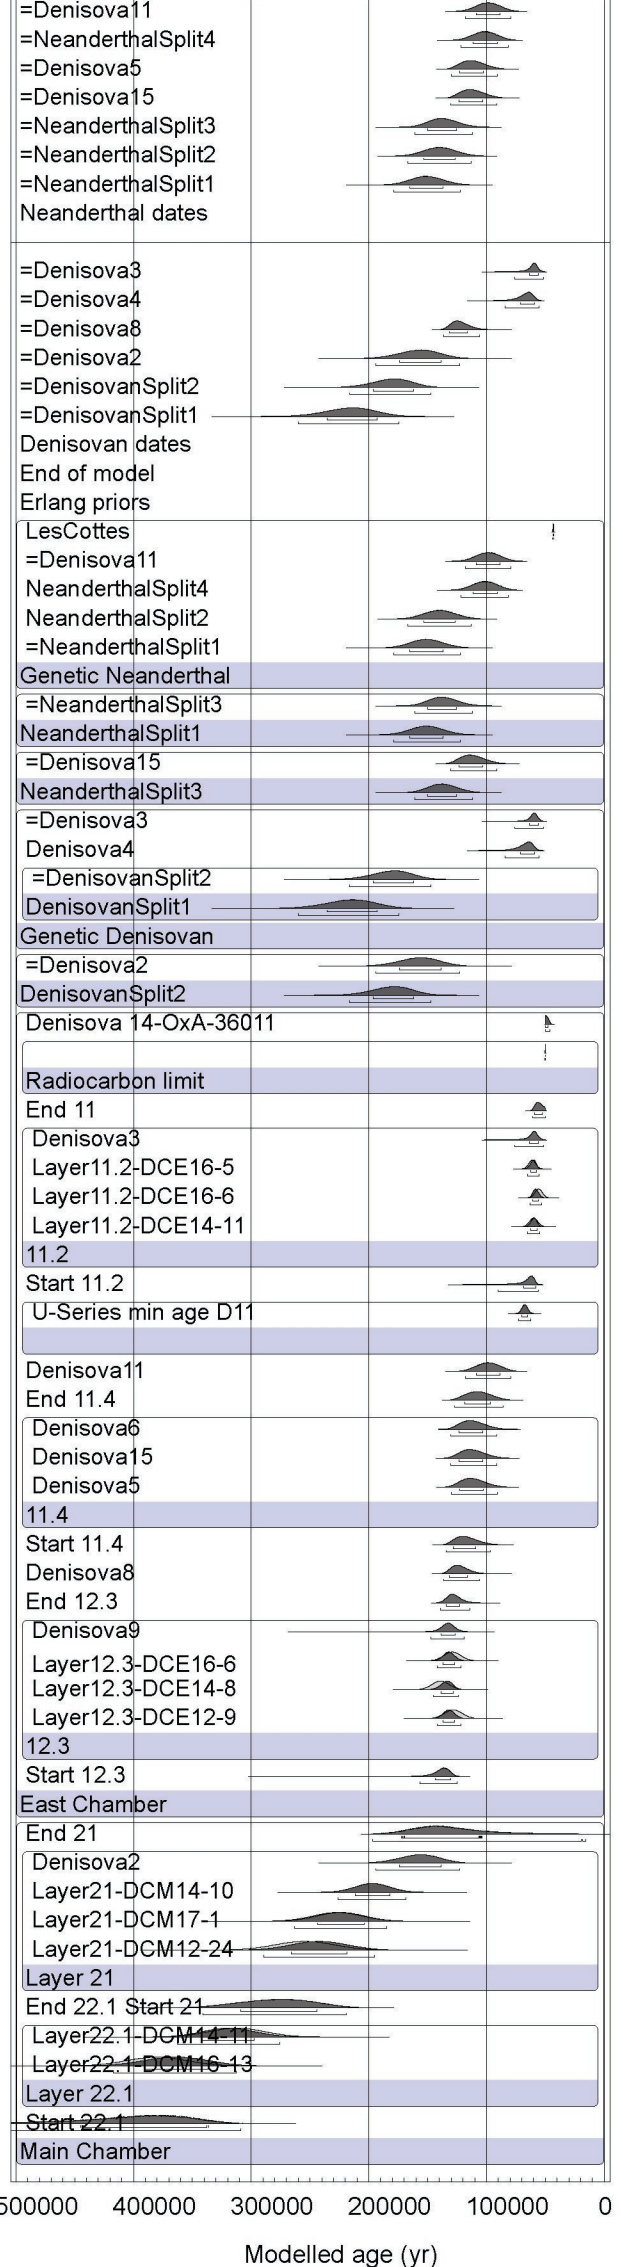 =Denisova11
=NeanderthalSplit4
=Denisova5
=Denisova15
=NeanderthalSplit3
=NeanderthalSplit2
=NeanderthalSplit1
Neanderthal dates
=Denisova3
=Denisova4
=Denisova8
=Denisova2
=DenisovanSplit2
=DenisovanSplit1
Denisovan dates
End of model
Erlang priors
LesCottes
=Denisova11
NeanderthalSplit4
NeanderthalSplit2
=NeanderthalSplit1
Genetic Neanderthal
=NeanderthalSplit3
NeanderthalSplit1
=Denisova15
NeanderthalSplit3
=Denisova3
Denisova4
=DenisovanSplit2
DenisovanSplit1
Genetic Denisovan
=Denisova2
DenisovanSplit2
Denisova 14-OxA-36011
Radiocarbon limit
End 11
Denisova3
Layer11.2-DCE16-5
Layer11.2-DCE16-6
Layer11.2-DCE14-11
11.2
Start 11.2
U-Series min age D11
Denisova11
End 11.4
Denisova6
Denisova15
Denisova5
11.4
Start 11.4
Denisova8
End 12.3
Denisova9
Layer12.3-DCE16-6
Layer12.3-DCE14-8
Layer12.3-DCE12-9
12.3
Start 12.3
East Chamber
End 21
Denisova2
Layer21-DCM14-10
Layer21-DCM17-1
Layer21-DCM12-24
Layer 21
End 22.1 Start 21
Layer22.1-DCM14-11
Layer22.1-DCM16-13
Layer 22.1
Start 22.1
Main Chamber
500000 400000 300000 200000 100000 0
Modelled age (yr)